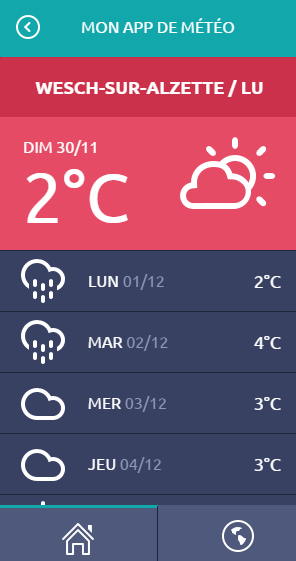 MON APP DE MÉTÉO
WESCH-SUR-ALZETTE / LU
DIM 30/11
2°C
LUN 01/12 2°C
MAR 02/12 4°C
MER 03/12 3°C
JEU 04/12 3°C